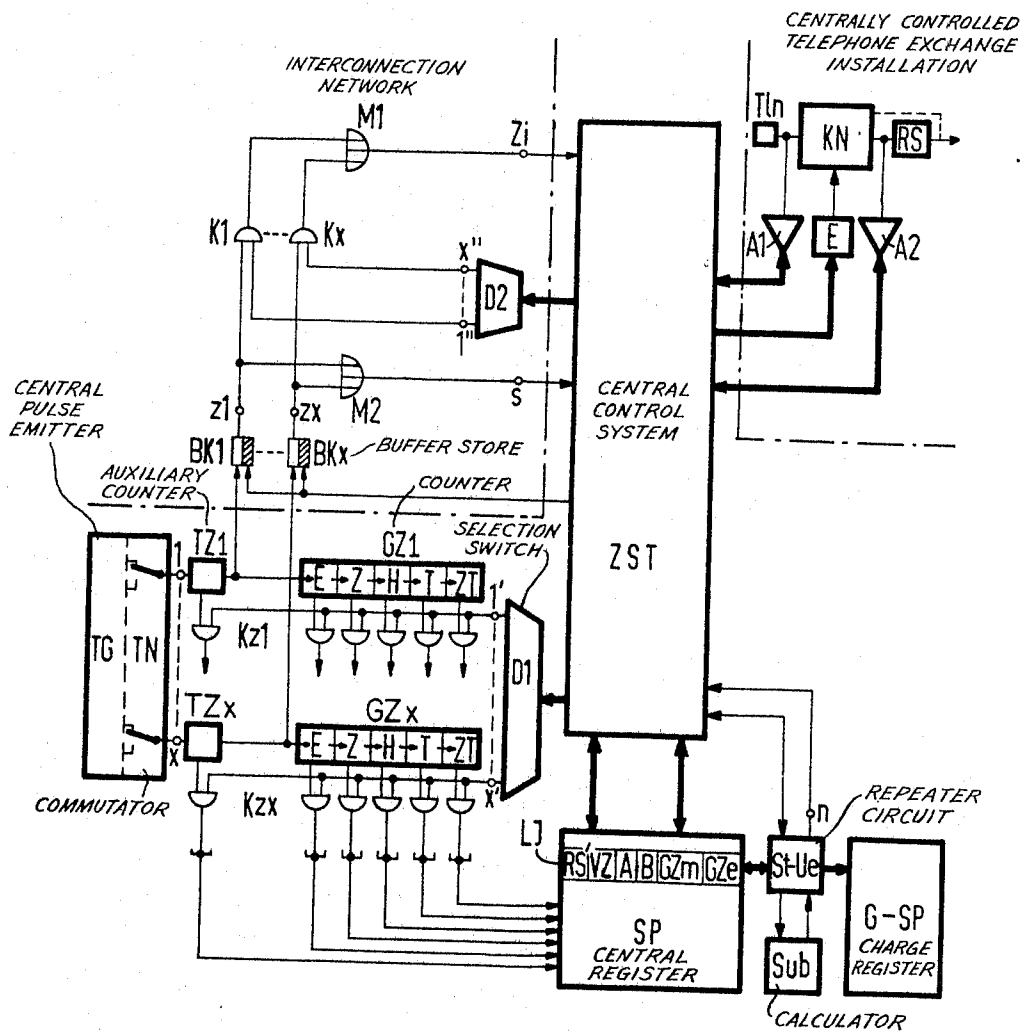 CENTRALLY CONTROLLED
TELEPHONE EXCHANGE
INSTALLATION
INTERCONNECTION
NETWORK
M1
Zi
Tln
KN
RS
K1
Kx
x"
D2
1"
A1
E
A2
M2
s
CENTRAL
CONTROL
SYSTEM
ZST
CENTRAL
PULSE
EMITTER
z1
zx
BK1
BKx
BUFFER STORE
AUXILIARY
COUNTER
COUNTER
SELECTION
SWITCH
TZ1
GZ1
1
E Z H T ZT
1'
Kz1
TG
TN
D1
TZx
GZx
x
E Z H T ZT
x'
Kzx
COMMUTATOR
n
REPEATER
CIRCUIT
LJ
RS' VZ A B GZm GZe
St-Ue
SP
CENTRAL
REGISTER
G-SP
CHARGE
REGISTER
Sub
CALCULATOR